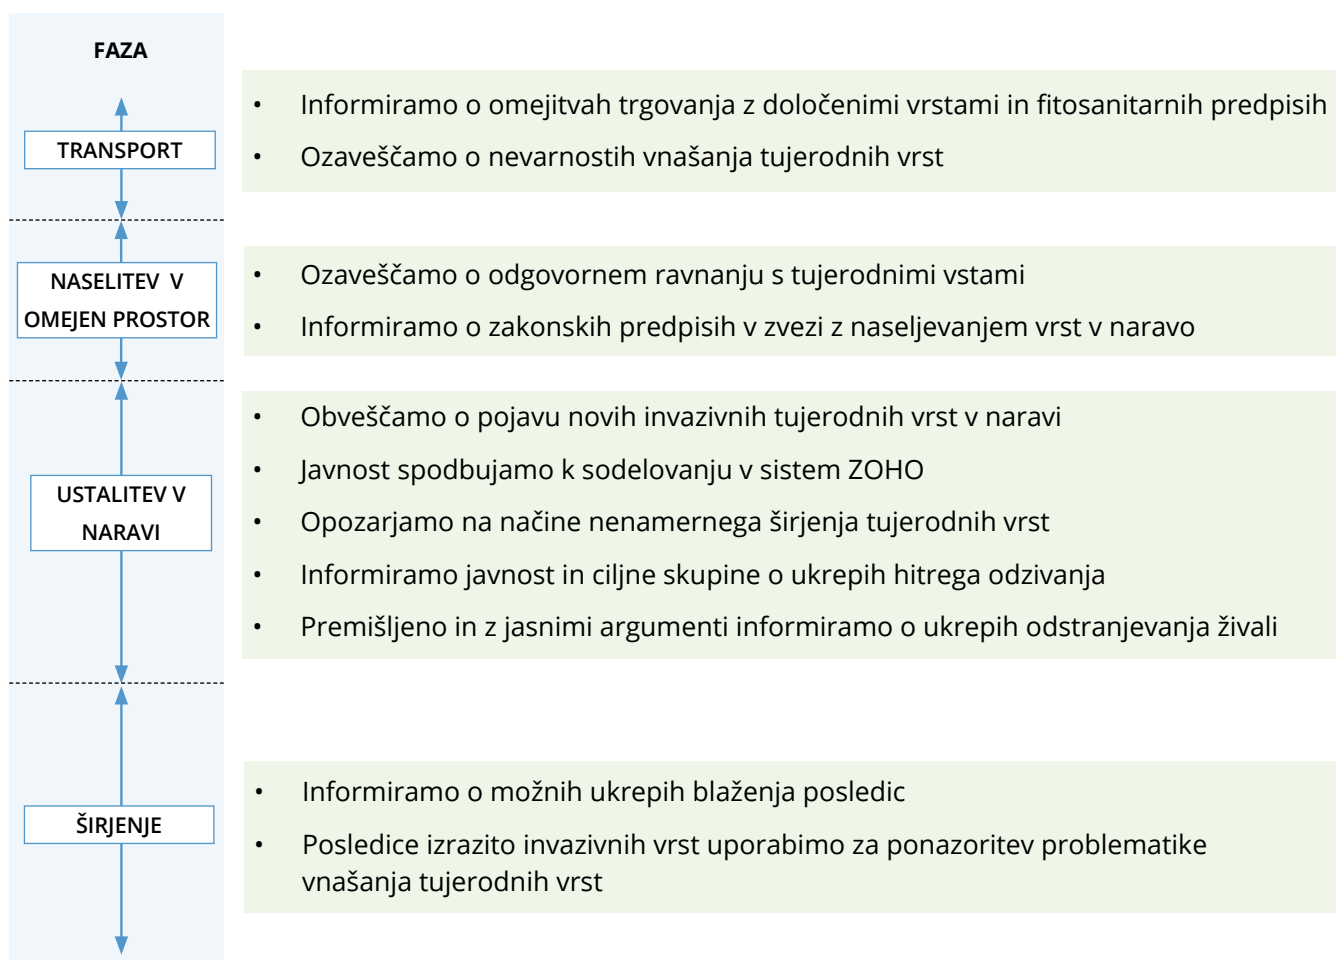 FAZA
TRANSPORT
• Informiramo o omejitvah trgovanja z določenimi vrstami in fitosanitarnih predpisih
• Ozaveščamo o nevarnostih vnašanja tujerodnih vrst
NASELITEV V
OMEJEN PROSTOR
• Ozaveščamo o odgovornem ravnanju s tujerodnimi vstami
• Informiramo o zakonskih predpisih v zvezi z naseljevanjem vrst v naravo
USTALITEV V
NARAVI
• Obveščamo o pojavu novih invazivnih tujerodnih vrst v naravi
• Javnost spodbujamo k sodelovanju v sistem ZOHO
• Opozarjamo na načine nenamernega širjenja tujerodnih vrst
• Informiramo javnost in ciljne skupine o ukrepih hitrega odzivanja
• Premišljeno in z jasnimi argumenti informiramo o ukrepih odstranjevanja živali
ŠIRJENJE
• Informiramo o možnih ukrepih blaženja posledic
• Posledice izrazito invazivnih vrst uporabimo za ponazoritev problematike
vnašanja tujerodnih vrst